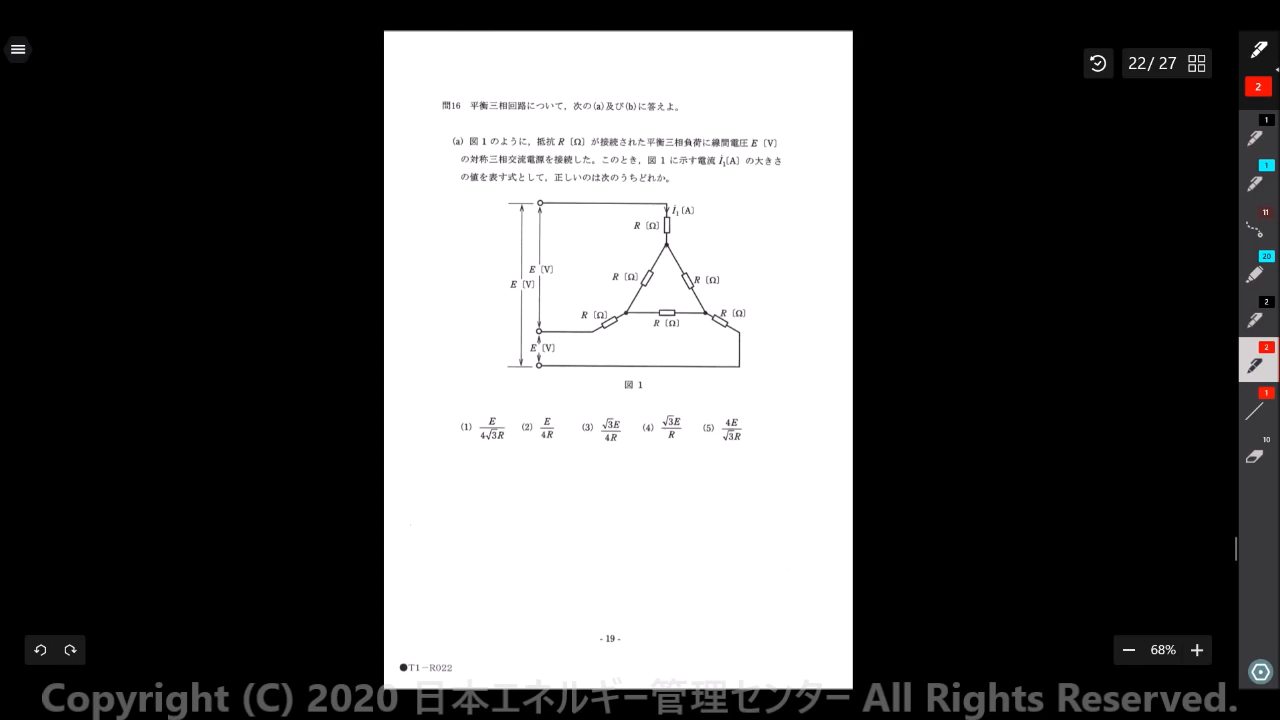 22/ 27
問16 平衡三相回路について，次の(a)及び(b)に答えよ。
(a) 図 1 のように，抵抗 R〔Ω〕が接続された平衡三相負荷に線間電圧 E〔V〕
の対称三相交流電源を接続した。このとき，図 1 に示す電流 İ₁〔A〕の大きさ
の値を表す式として，正しいのは次のうちどれか。
İ₁〔A〕
R〔Ω〕
E〔V〕
R〔Ω〕
R〔Ω〕
E〔V〕
R〔Ω〕
R〔Ω〕
R〔Ω〕
E〔V〕
図 1
(1) E/4√3R (2) E/4R (3) √3E/4R (4) √3E/R (5) 4E/√3R
- 19 -
●T1－R022
68%
2
1
1
11
20
2
2
1
10
Copyright (C) 2020 日本エネルギー管理センター All Rights Reserved.